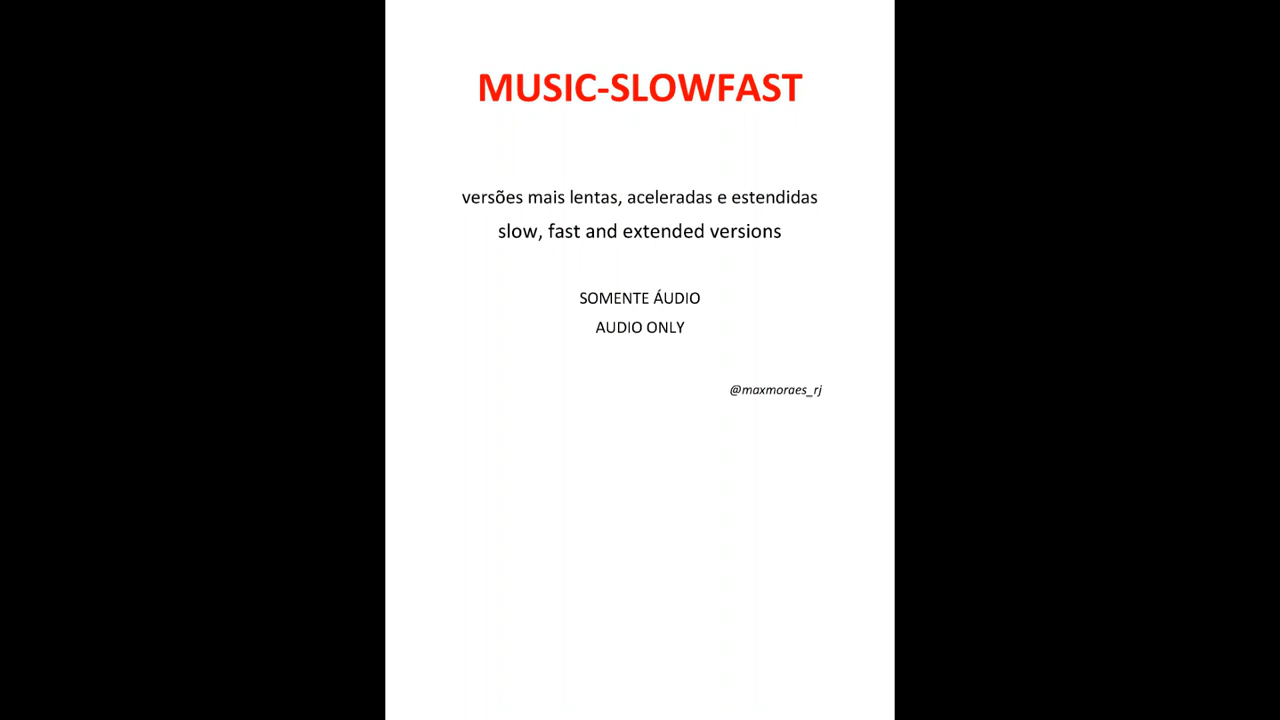 MUSIC-SLOWFAST
versões mais lentas, aceleradas e estendidas
slow, fast and extended versions
SOMENTE ÁUDIO
AUDIO ONLY
@maxmoraes_rj